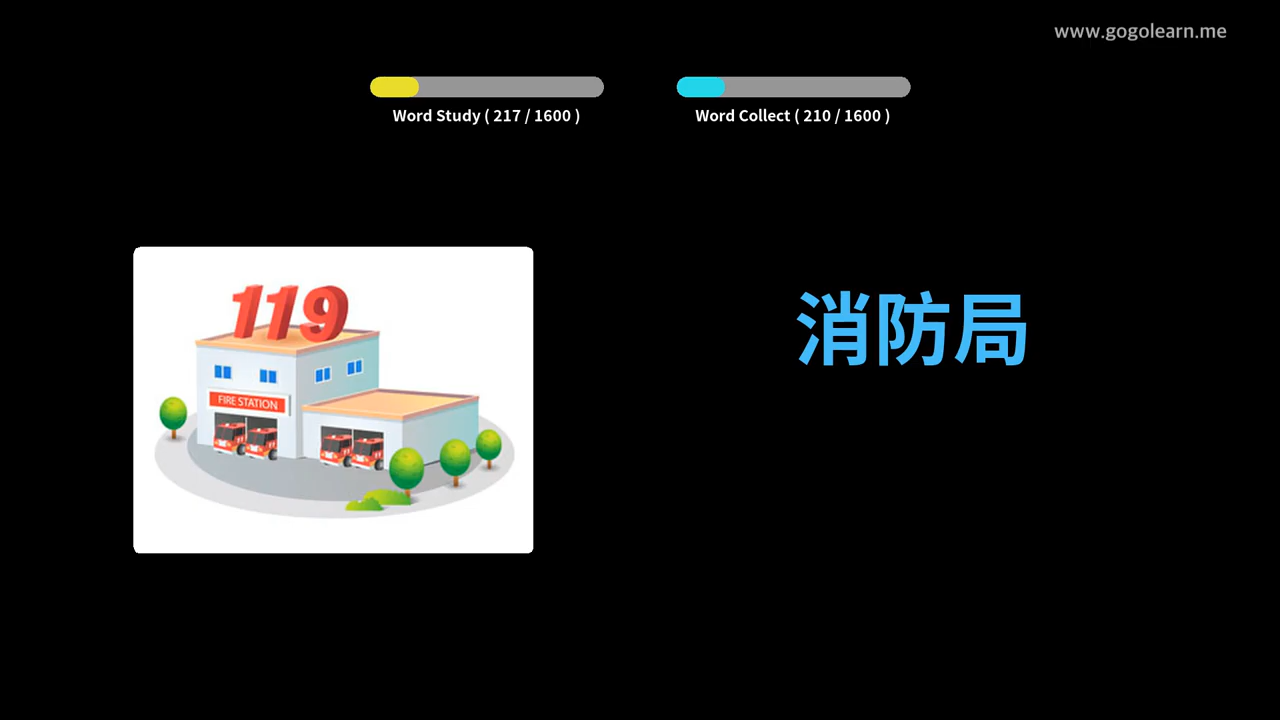 www.gogolearn.me
Word Study ( 217 / 1600 )
Word Collect ( 210 / 1600 )
119
FIRE STATION
消防局